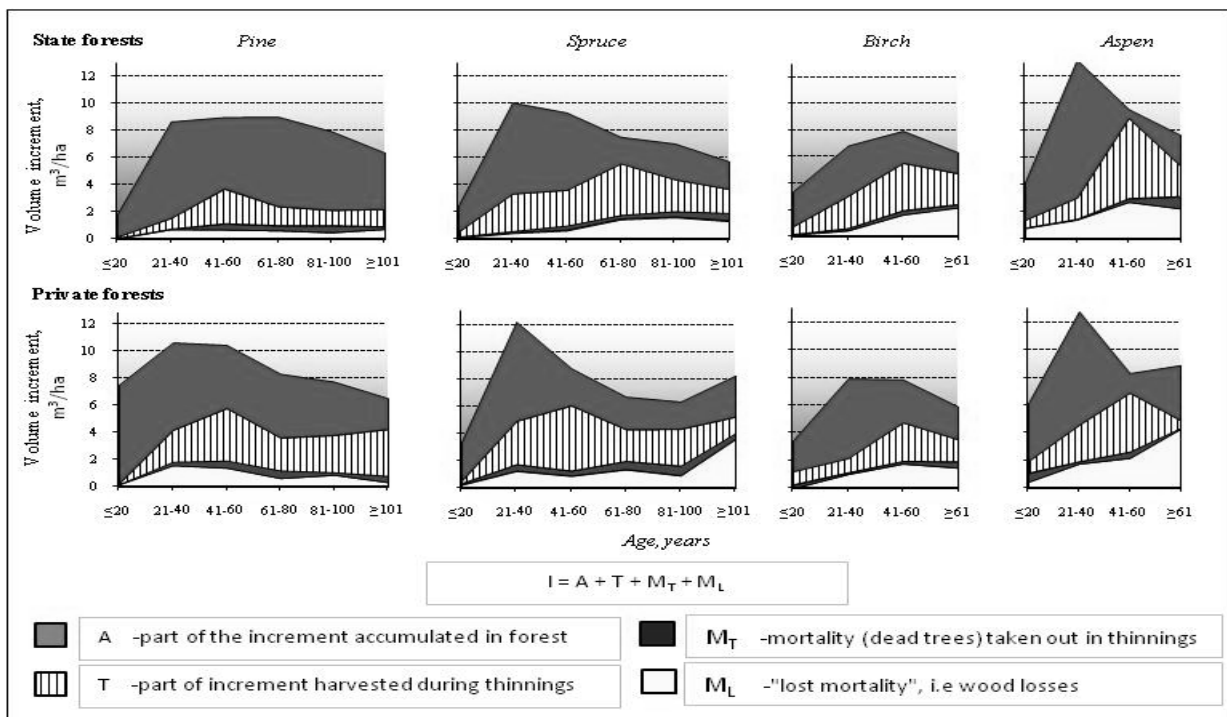 State forests Pine Spruce Birch Aspen
Volume increment,
m³/ha
12
10
8
6
4
2
0
≤20 21-40 41-60 61-80 81-100 ≥101
≤20 21-40 41-60 61-80 81-100 ≥101
≤20 21-40 41-60 ≥61
≤20 21-40 41-60 ≥61
Private forests
Volume increment,
m³/ha
12
10
8
6
4
2
0
≤20 21-40 41-60 61-80 81-100 ≥101
≤20 21-40 41-60 61-80 81-100 ≥101
≤20 21-40 41-60 ≥61
≤20 21-40 41-60 ≥61
Age, years
I = A + T + M_T + M_L
A -part of the increment accumulated in forest
M_T -mortality (dead trees) taken out in thinnings
T -part of increment harvested during thinnings
M_L -"lost mortality", i.e wood losses